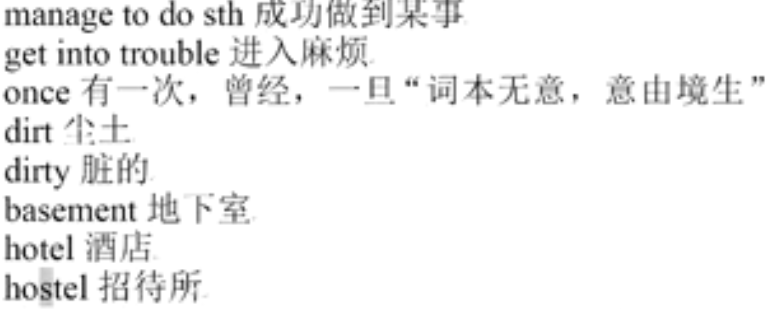 manage to do sth 成功做到某事
get into trouble 进入麻烦
once 有一次，曾经，一旦“词本无意，意由境生”
dirt 尘土
dirty 脏的
basement 地下室
hotel 酒店
hostel 招待所